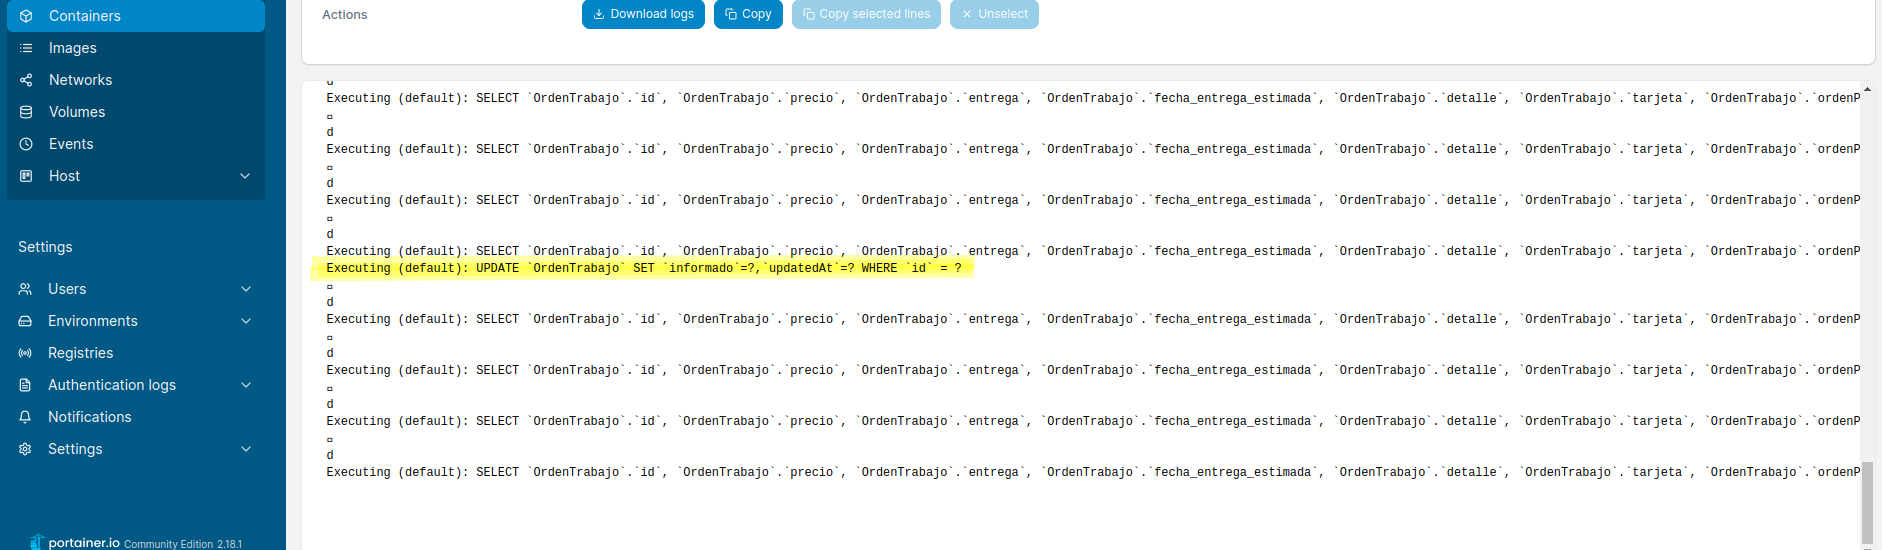 Containers
Images
Networks
Volumes
Events
Host
Settings
Users
Environments
Registries
Authentication logs
Notifications
Settings
portainer.io Community Edition 2.18.1
Actions
Download logs
Copy
Copy selected lines
Unselect
d
Executing (default): SELECT `OrdenTrabajo`.`id`, `OrdenTrabajo`.`precio`, `OrdenTrabajo`.`entrega`, `OrdenTrabajo`.`fecha_entrega_estimada`, `OrdenTrabajo`.`detalle`, `OrdenTrabajo`.`tarjeta`, `OrdenTrabajo`.`ordenP
d
Executing (default): SELECT `OrdenTrabajo`.`id`, `OrdenTrabajo`.`precio`, `OrdenTrabajo`.`entrega`, `OrdenTrabajo`.`fecha_entrega_estimada`, `OrdenTrabajo`.`detalle`, `OrdenTrabajo`.`tarjeta`, `OrdenTrabajo`.`ordenP
d
Executing (default): SELECT `OrdenTrabajo`.`id`, `OrdenTrabajo`.`precio`, `OrdenTrabajo`.`entrega`, `OrdenTrabajo`.`fecha_entrega_estimada`, `OrdenTrabajo`.`detalle`, `OrdenTrabajo`.`tarjeta`, `OrdenTrabajo`.`ordenP
d
Executing (default): SELECT `OrdenTrabajo`.`id`, `OrdenTrabajo`.`precio`, `OrdenTrabajo`.`entrega`, `OrdenTrabajo`.`fecha_entrega_estimada`, `OrdenTrabajo`.`detalle`, `OrdenTrabajo`.`tarjeta`, `OrdenTrabajo`.`ordenP
Executing (default): UPDATE `OrdenTrabajo` SET `informado`=?,`updatedAt`=? WHERE `id` = ?
d
Executing (default): SELECT `OrdenTrabajo`.`id`, `OrdenTrabajo`.`precio`, `OrdenTrabajo`.`entrega`, `OrdenTrabajo`.`fecha_entrega_estimada`, `OrdenTrabajo`.`detalle`, `OrdenTrabajo`.`tarjeta`, `OrdenTrabajo`.`ordenP
d
Executing (default): SELECT `OrdenTrabajo`.`id`, `OrdenTrabajo`.`precio`, `OrdenTrabajo`.`entrega`, `OrdenTrabajo`.`fecha_entrega_estimada`, `OrdenTrabajo`.`detalle`, `OrdenTrabajo`.`tarjeta`, `OrdenTrabajo`.`ordenP
d
Executing (default): SELECT `OrdenTrabajo`.`id`, `OrdenTrabajo`.`precio`, `OrdenTrabajo`.`entrega`, `OrdenTrabajo`.`fecha_entrega_estimada`, `OrdenTrabajo`.`detalle`, `OrdenTrabajo`.`tarjeta`, `OrdenTrabajo`.`ordenP
d
Executing (default): SELECT `OrdenTrabajo`.`id`, `OrdenTrabajo`.`precio`, `OrdenTrabajo`.`entrega`, `OrdenTrabajo`.`fecha_entrega_estimada`, `OrdenTrabajo`.`detalle`, `OrdenTrabajo`.`tarjeta`, `OrdenTrabajo`.`ordenP